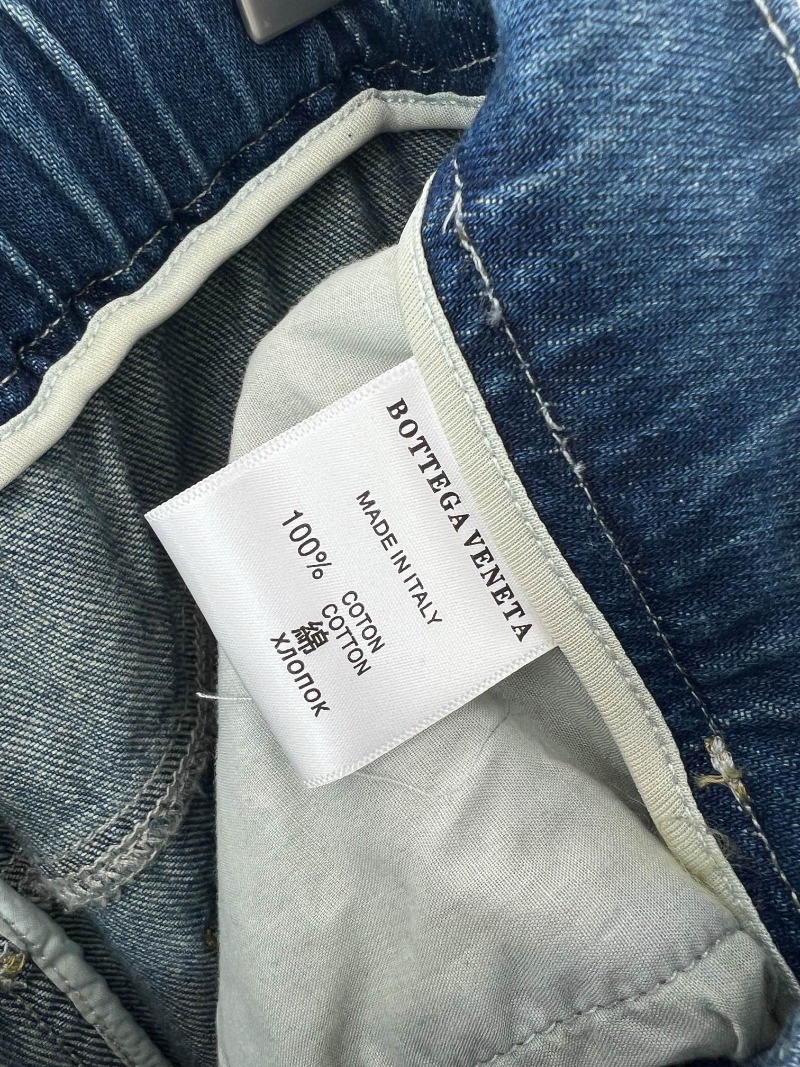 BOTTEGA VENETA
MADE IN ITALY
100%
COTON
COTTON
綿
ХЛОПОК